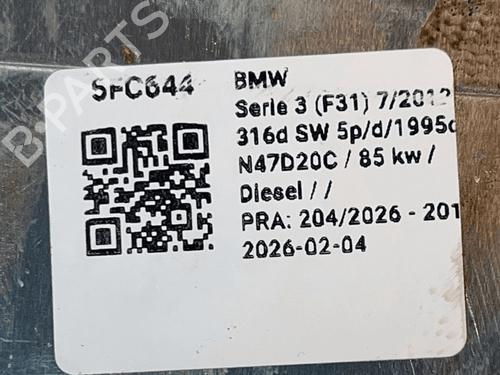 B-PARTS
SFC644
BMW
Serie 3 (F31) 7/2012
316d SW 5p/d/1995c
N47D20C / 85 kw /
Diesel / /
PRA: 204/2026 - 201
2026-02-04